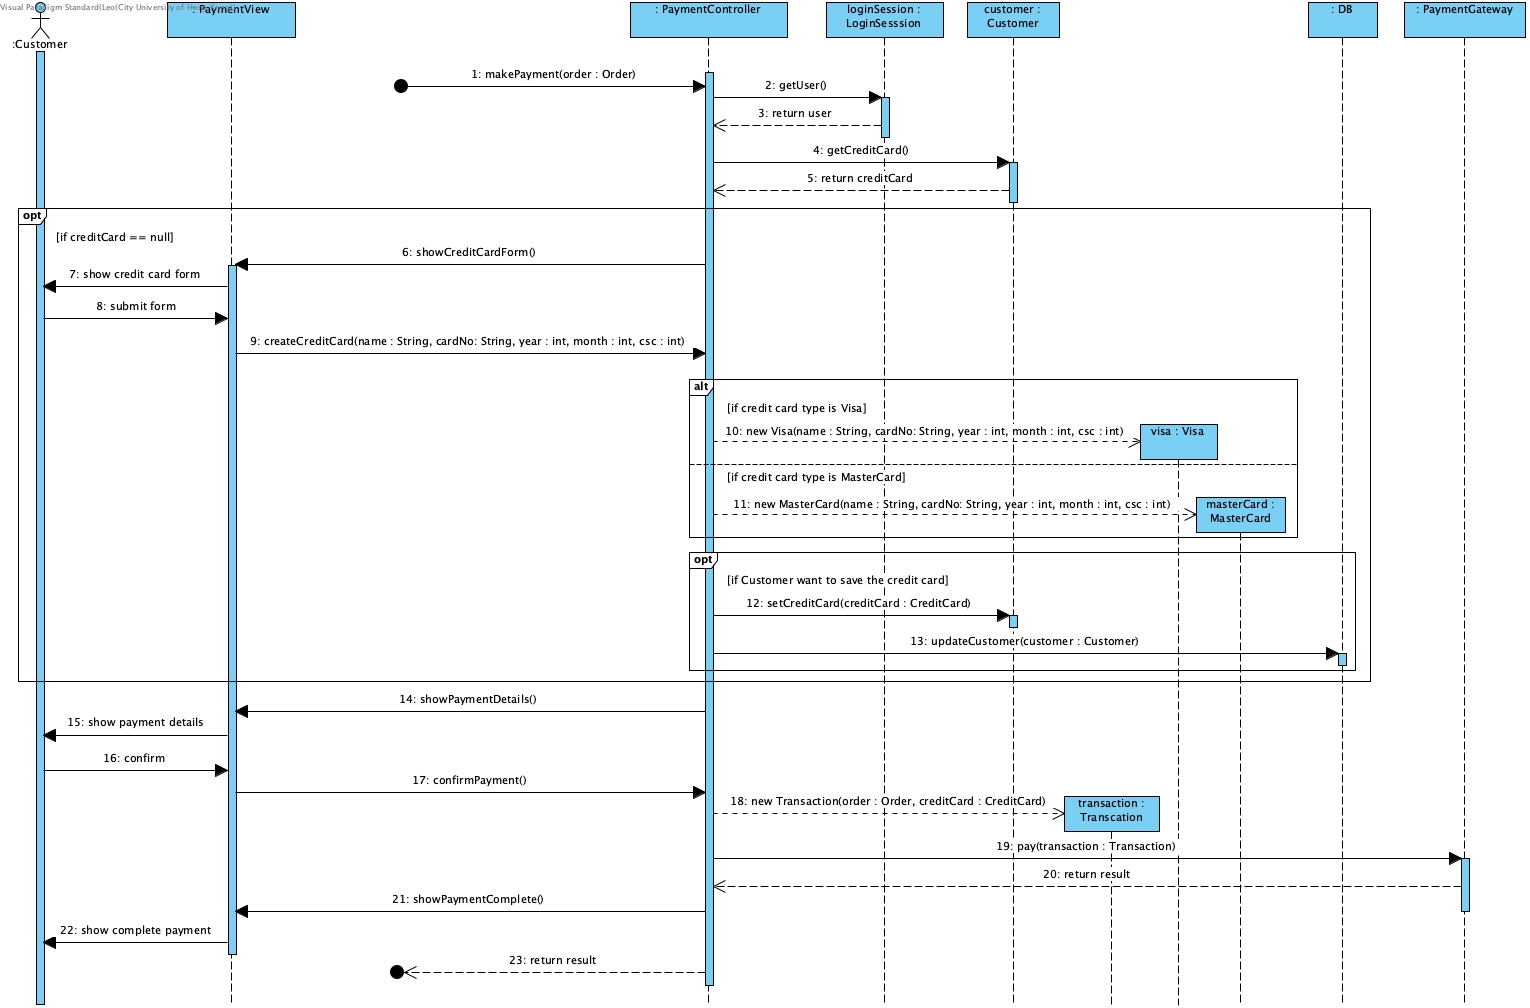 Visual Paradigm Standard(Leo(City University of
: PaymentView
: PaymentController
loginSession :
LoginSesssion
customer :
Customer
: DB
: PaymentGateway
:Customer
1: makePayment(order : Order)
2: getUser()
3: return user
4: getCreditCard()
5: return creditCard
opt
[if creditCard == null]
6: showCreditCardForm()
7: show credit card form
8: submit form
9: createCreditCard(name : String, cardNo: String, year : int, month : int, csc : int)
alt
[if credit card type is Visa]
10: new Visa(name : String, cardNo: String, year : int, month : int, csc : int)
visa : Visa
[if credit card type is MasterCard]
11: new MasterCard(name : String, cardNo: String, year : int, month : int, csc : int)
masterCard :
MasterCard
opt
[if Customer want to save the credit card]
12: setCreditCard(creditCard : CreditCard)
13: updateCustomer(customer : Customer)
14: showPaymentDetails()
15: show payment details
16: confirm
17: confirmPayment()
18: new Transaction(order : Order, creditCard : CreditCard)
transaction :
Transcation
19: pay(transaction : Transaction)
20: return result
21: showPaymentComplete()
22: show complete payment
23: return result